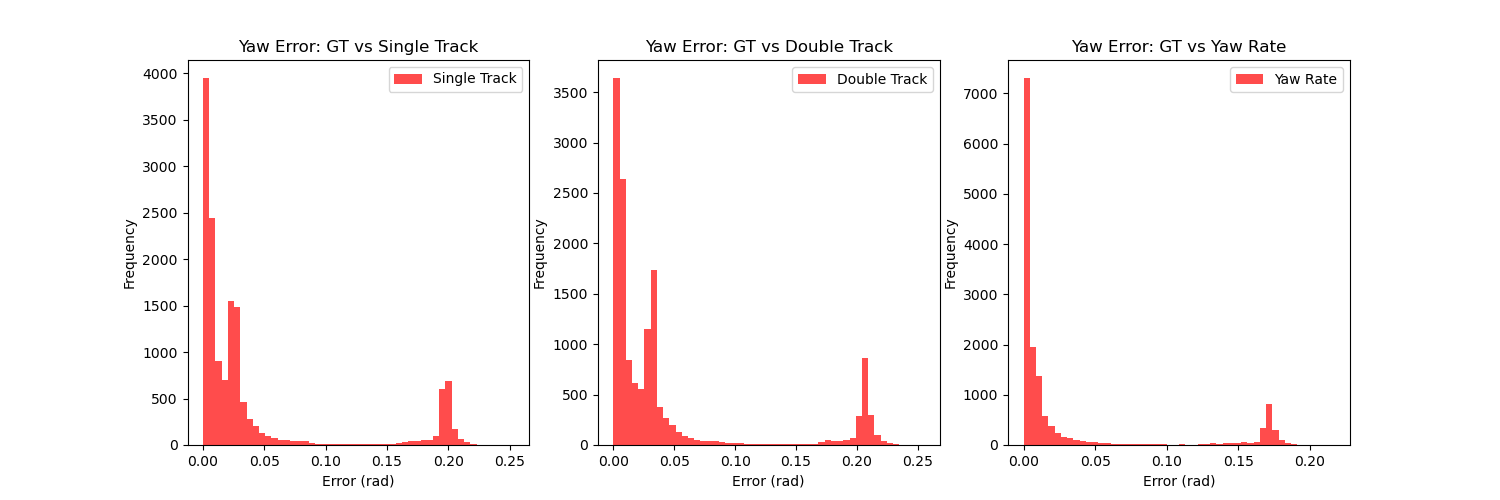 Yaw Error: GT vs Single Track
Single Track
4000
3500
3000
2500
2000
1500
1000
500
0
Frequency
0.00 0.05 0.10 0.15 0.20 0.25
Error (rad)
Yaw Error: GT vs Double Track
Double Track
3500
3000
2500
2000
1500
1000
500
0
Frequency
0.00 0.05 0.10 0.15 0.20 0.25
Error (rad)
Yaw Error: GT vs Yaw Rate
Yaw Rate
7000
6000
5000
4000
3000
2000
1000
0
Frequency
0.00 0.05 0.10 0.15 0.20
Error (rad)